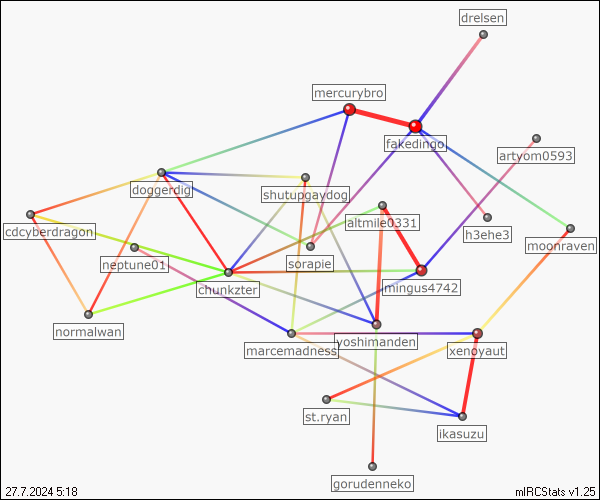 drelsen
mercurybro
fakedingo
artyom0593
doggerdig
shutupgaydog
cdcyberdragon
altmile0331
h3ehe3
moonraven
neptune01
sorapie
chunkzter
mingus4742
normalwan
marcemadness
yoshimanden
xenoyaut
st.ryan
ikasuzu
gorudenneko
27.7.2024 5:18
mIRCStats v1.25